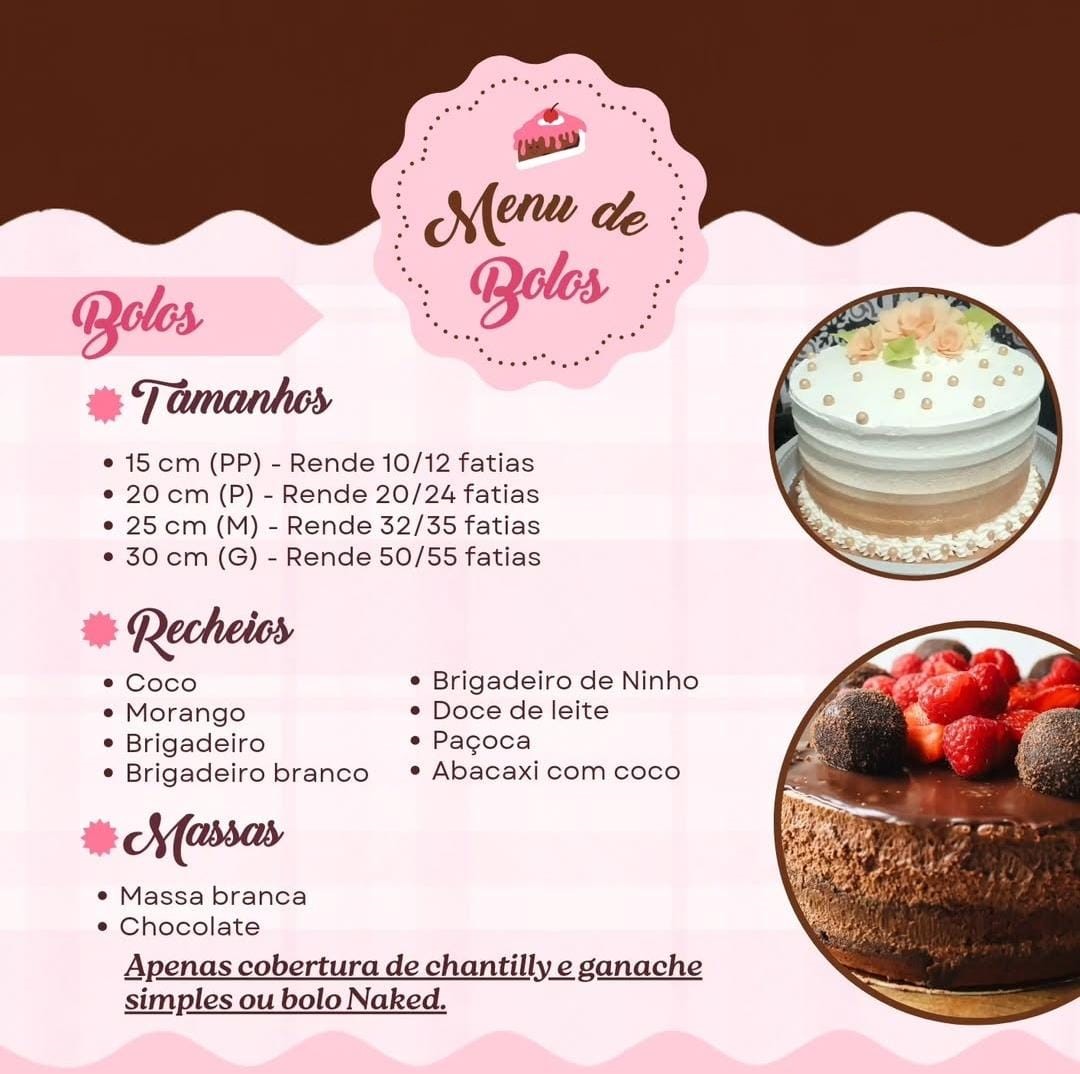 Menu de
Bolos
Bolos
Tamanhos
• 15 cm (PP) - Rende 10/12 fatias
• 20 cm (P) - Rende 20/24 fatias
• 25 cm (M) - Rende 32/35 fatias
• 30 cm (G) - Rende 50/55 fatias
Recheios
• Coco
• Morango
• Brigadeiro
• Brigadeiro branco
• Brigadeiro de Ninho
• Doce de leite
• Paçoca
• Abacaxi com coco
Massas
• Massa branca
• Chocolate
Apenas cobertura de chantilly e ganache
simples ou bolo Naked.